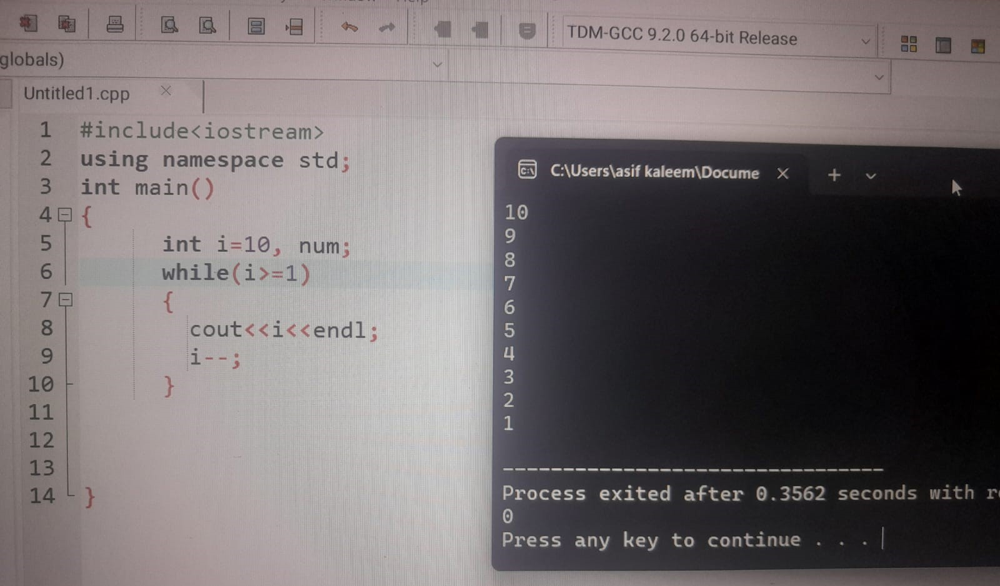 TDM-GCC 9.2.0 64-bit Release
globals)
Untitled1.cpp
1 #include<iostream>
2 using namespace std;
3 int main()
4 {
5 int i=10, num;
6 while(i>=1)
7 {
8 cout<<i<<endl;
9 i--;
10 }
11
12
13
14 }
C:\Users\asif kaleem\Docume
10
9
8
7
6
5
4
3
2
1
--------------------------------
Process exited after 0.3562 seconds with
0
Press any key to continue . . .